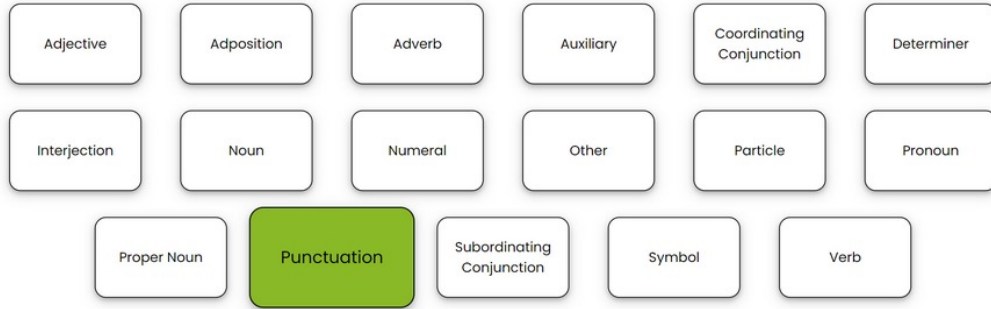 Adjective
Adposition
Adverb
Auxiliary
Coordinating
Conjunction
Determiner
Interjection
Noun
Numeral
Other
Particle
Pronoun
Proper Noun
Punctuation
Subordinating
Conjunction
Symbol
Verb